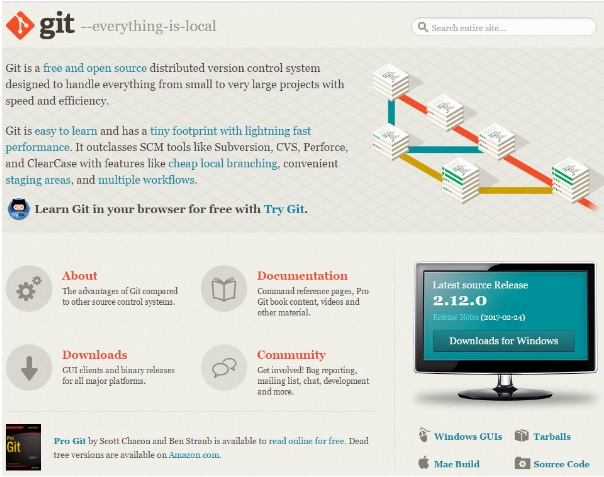 git --everything-is-local
Search entire site...
Git is a free and open source distributed version control system
designed to handle everything from small to very large projects with
speed and efficiency.
Git is easy to learn and has a tiny footprint with lightning fast
performance. It outclasses SCM tools like Subversion, CVS, Perforce,
and ClearCase with features like cheap local branching, convenient
staging areas, and multiple workflows.
Learn Git in your browser for free with Try Git.
About
The advantages of Git compared
to other source control systems.
Documentation
Command reference pages, Pro
Git book content, videos and
other material.
Downloads
GUI clients and binary releases
for all major platforms.
Community
Get involved! Bug reporting,
mailing list, chat, development
and more.
Latest source Release
2.12.0
Release Notes (2017-02-24)
Downloads for Windows
Pro
Git
Pro Git by Scott Chacon and Ben Straub is available to read online for free. Dead
tree versions are available on Amazon.com.
Windows GUIs
Tarballs
Mac Build
Source Code